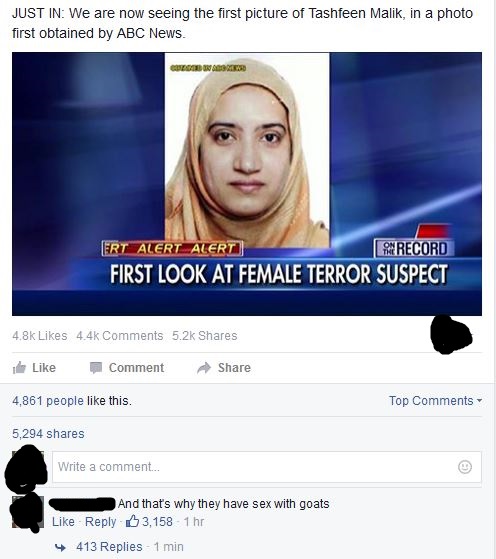 JUST IN: We are now seeing the first picture of Tashfeen Malik, in a photo
first obtained by ABC News.
OBTAINED BY ABC NEWS
ERT ALERT ALERT
ON THE RECORD
FIRST LOOK AT FEMALE TERROR SUSPECT
4.8k Likes 4.4k Comments 5.2k Shares
Like Comment Share
4,861 people like this. Top Comments
5,294 shares
Write a comment...
And that's why they have sex with goats
Like · Reply · 3,158 · 1 hr
413 Replies · 1 min